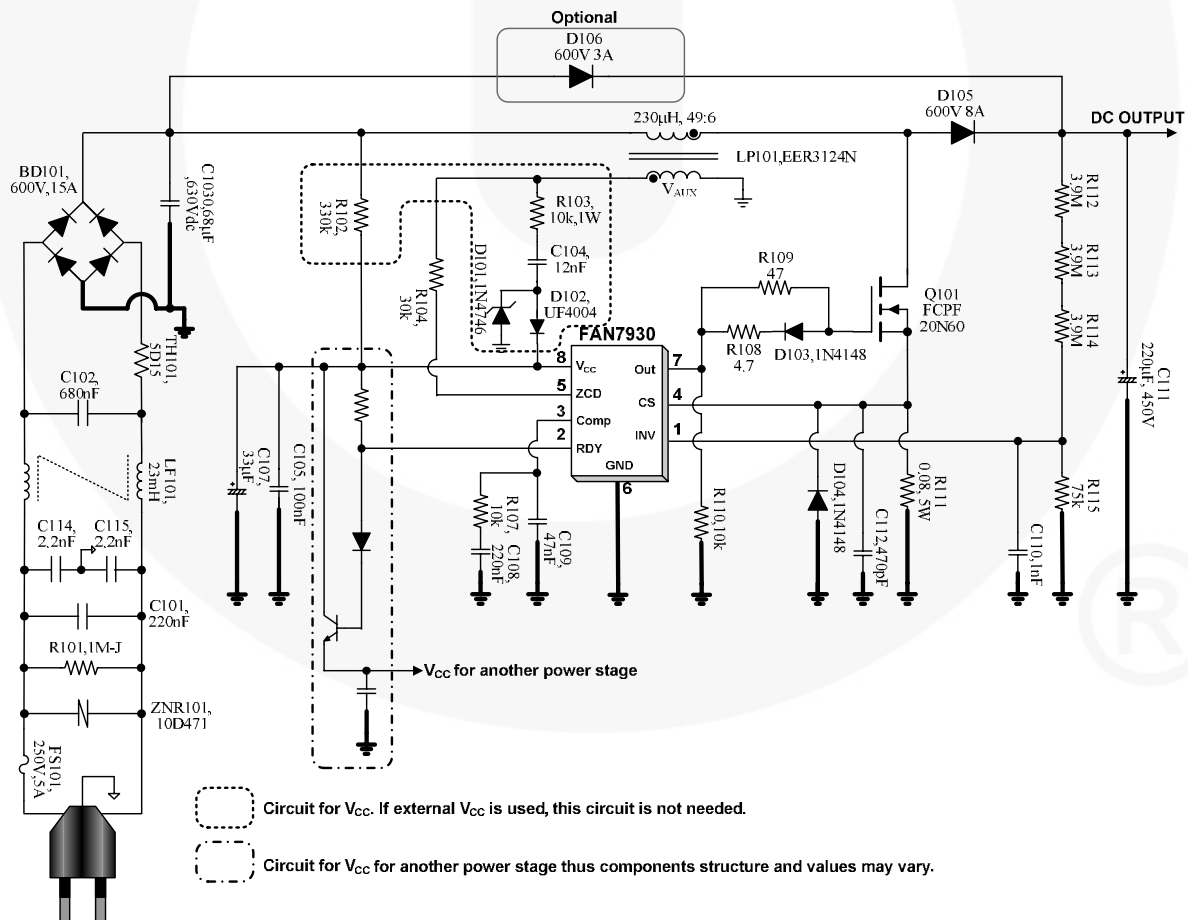 Optional
D106
600V 3A
230μH, 49:6
D105
600V 8A
DC OUTPUT
LP101,EER3124N
VAUX
BD101,
600V,15A
C1030,68μF
,630Vdc
R102,
330k
R103,
10k,1W
C104,
12nF
D101,1N4746
D102,
UF4004
R104,
30k
R109
47
R108
4.7
D103,1N4148
Q101
FCPF
20N60
R112
3.9M
R113
3.9M
R114
3.9M
C111
220μF, 450V
TH101,
5D15
C102,
680nF
FAN7930
8
VCC
Out
7
5
ZCD
CS
4
3
Comp
INV
1
2
RDY
GND
6
LF101,
23mH
C107,
33μF
C105, 100nF
R107,
10k
C108,
220nF
C109,
47nF
R110,10k
D104,1N4148
C112,470pF
R111
0.08, 5W
C110,1nF
R115
75k
C114,
2.2nF
C115,
2.2nF
C101,
220nF
R101,1M-J
ZNR101,
10D471
FS101,
250V,5A
VCC for another power stage
Circuit for VCC. If external VCC is used, this circuit is not needed.
Circuit for VCC for another power stage thus components structure and values may vary.
®